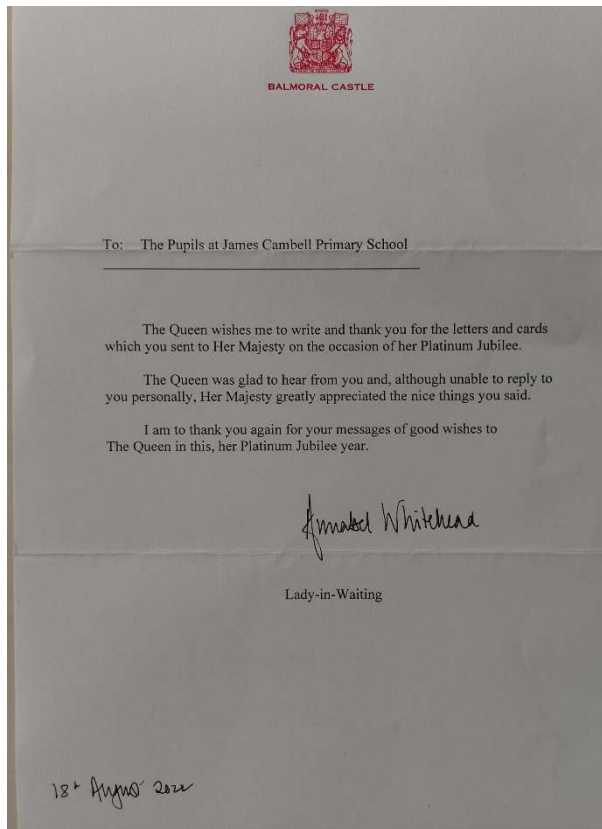 BALMORAL CASTLE
To: The Pupils at James Cambell Primary School
The Queen wishes me to write and thank you for the letters and cards
which you sent to Her Majesty on the occasion of her Platinum Jubilee.
The Queen was glad to hear from you and, although unable to reply to
you personally, Her Majesty greatly appreciated the nice things you said.
I am to thank you again for your messages of good wishes to
The Queen in this, her Platinum Jubilee year.
Annabel Whitehead
Lady-in-Waiting
18th August 2022